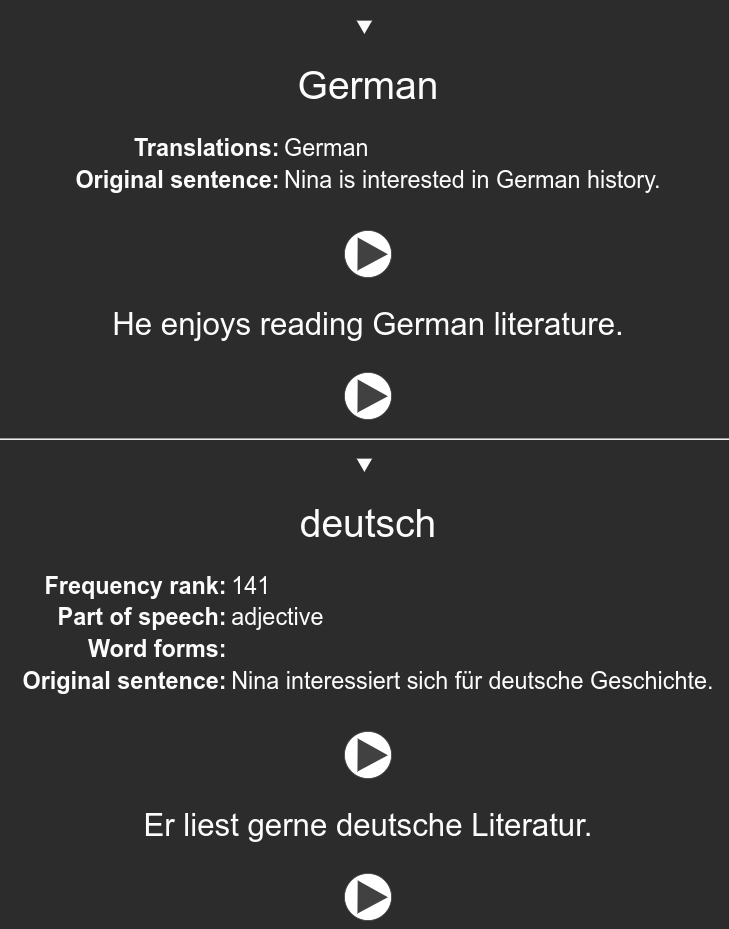 German
Translations: German
Original sentence: Nina is interested in German history.
He enjoys reading German literature.
deutsch
Frequency rank: 141
Part of speech: adjective
Word forms:
Original sentence: Nina interessiert sich für deutsche Geschichte.
Er liest gerne deutsche Literatur.